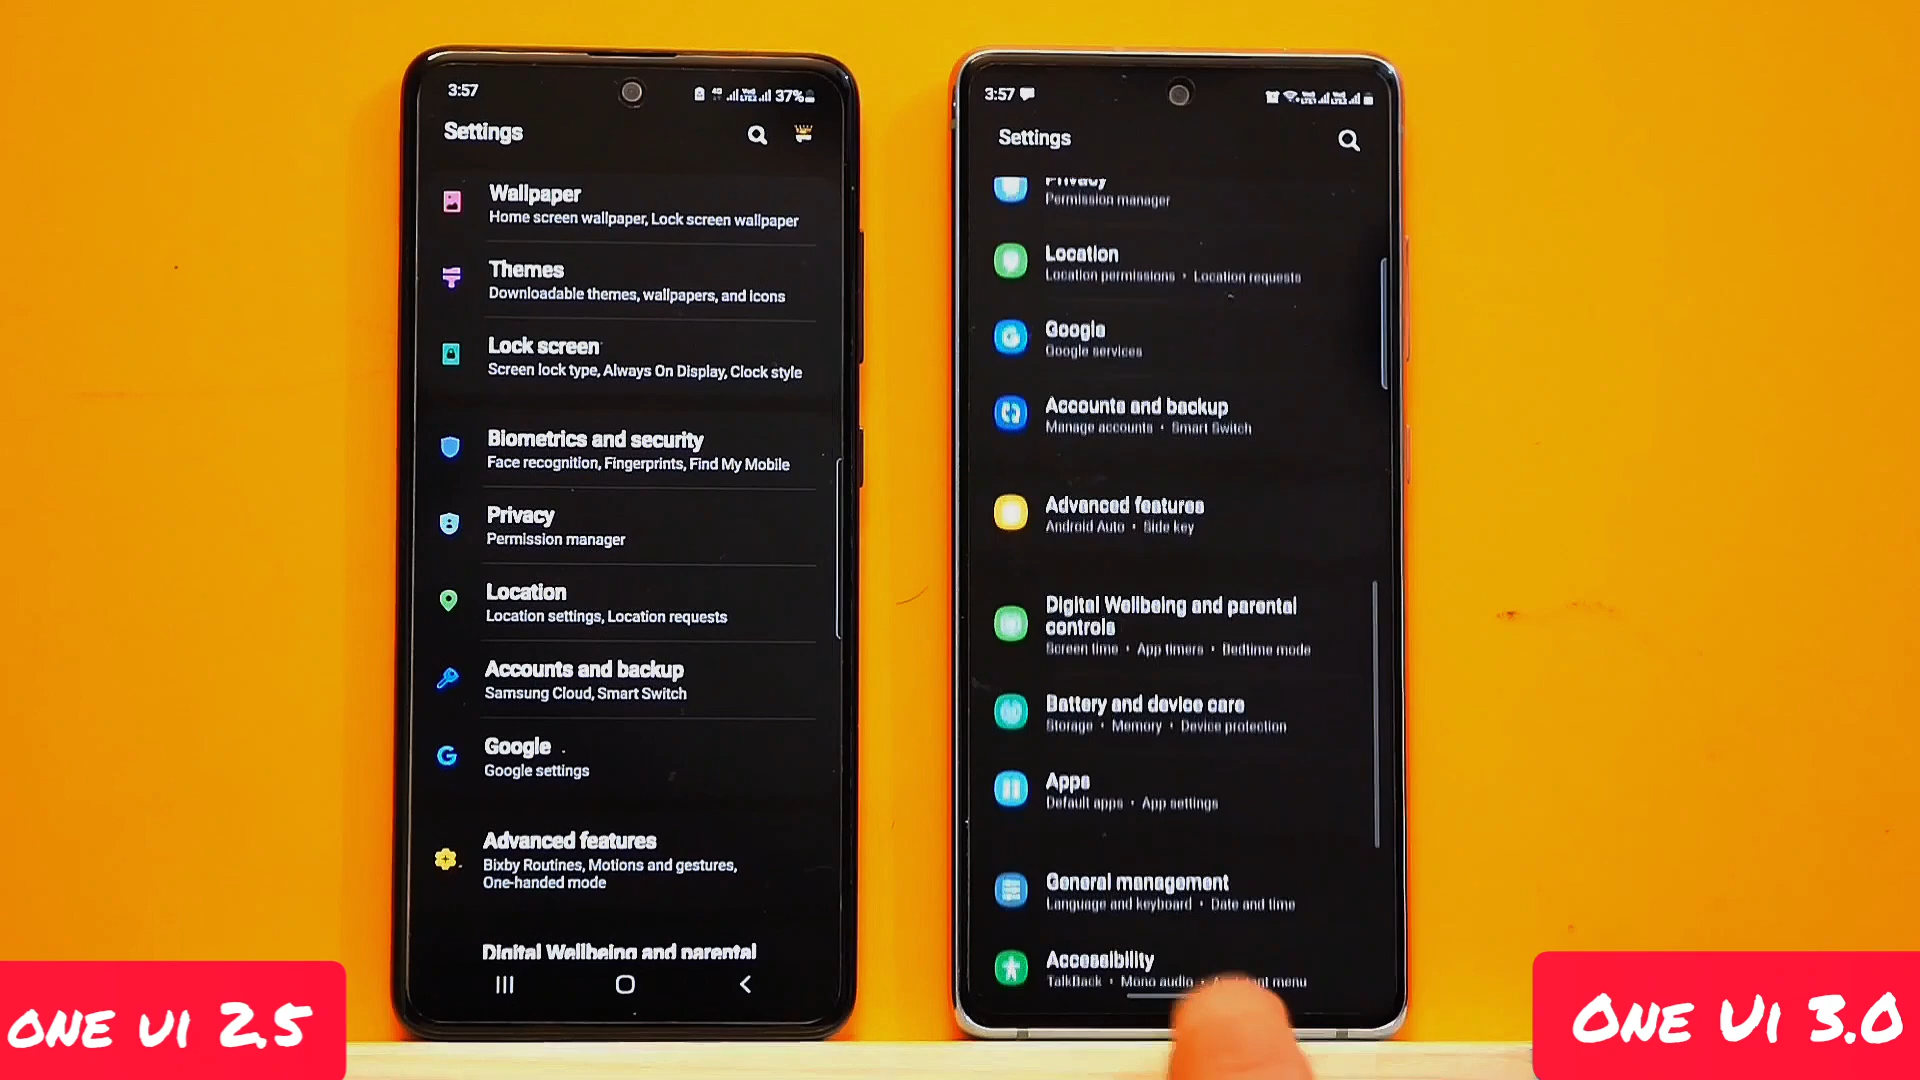 3:57
37%
Settings
Wallpaper
Home screen wallpaper, Lock screen wallpaper
Themes
Downloadable themes, wallpapers, and icons
Lock screen
Screen lock type, Always On Display, Clock style
Biometrics and security
Face recognition, Fingerprints, Find My Mobile
Privacy
Permission manager
Location
Location settings, Location requests
Accounts and backup
Samsung Cloud, Smart Switch
Google
Google settings
Advanced features
Bixby Routines, Motions and gestures,
One-handed mode
Digital Wellbeing and parental
ONE UI 2.5
3:57
Settings
Privacy
Permission manager
Location
Location permissions • Location requests
Google
Google services
Accounts and backup
Manage accounts • Smart Switch
Advanced features
Android Auto • Side key
Digital Wellbeing and parental
controls
Screen time • App timers • Bedtime mode
Battery and device care
Storage • Memory • Device protection
Apps
Default apps • App settings
General management
Language and keyboard • Date and time
Accessibility
TalkBack • Mono audio • menu
ONE UI 3.0